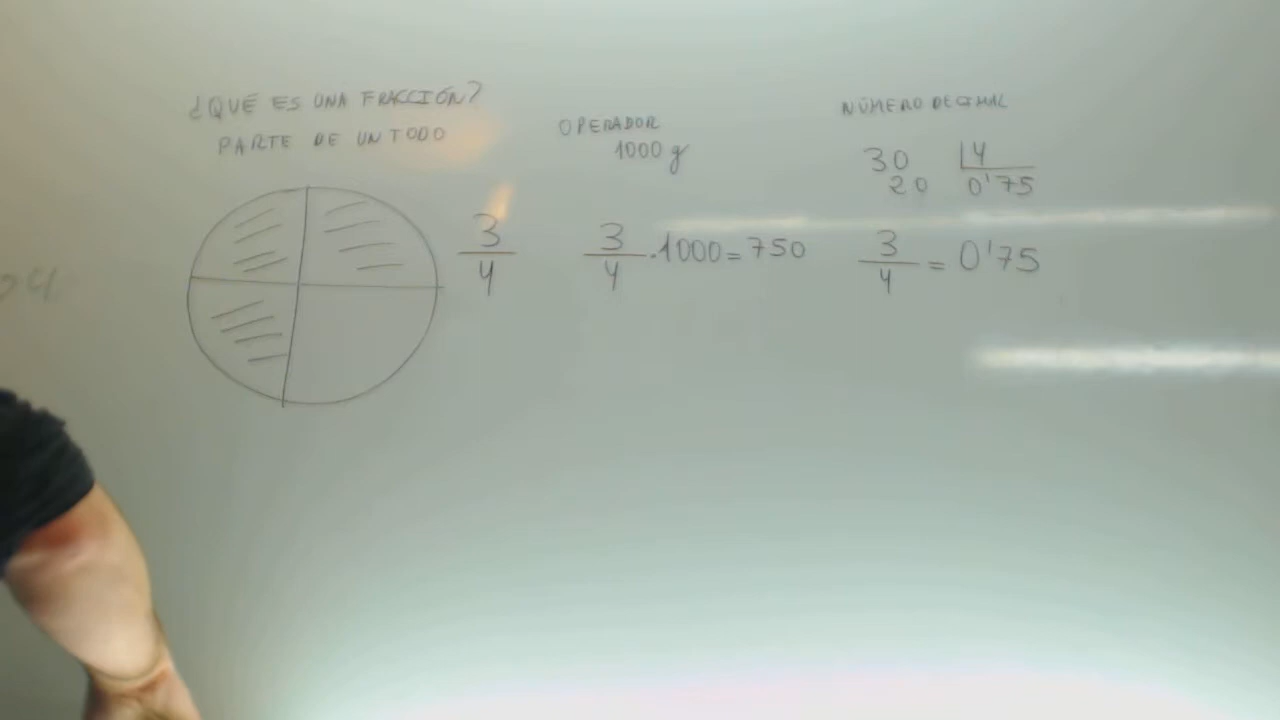 ¿QUÉ ES UNA FRACCIÓN?
PARTE DE UN TODO
3
4
OPERADOR
1000 g
3
4
·1000=750
NÚMERO DECIMAL
30 4
20 0'75
3
4
= 0'75